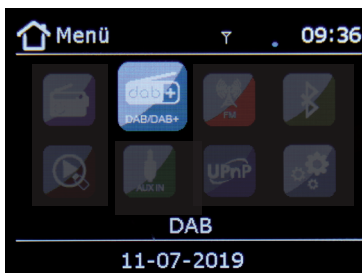 Menü 09:36
dab+
DAB/DAB+
FM
AUX IN
UPnP
DAB
11-07-2019